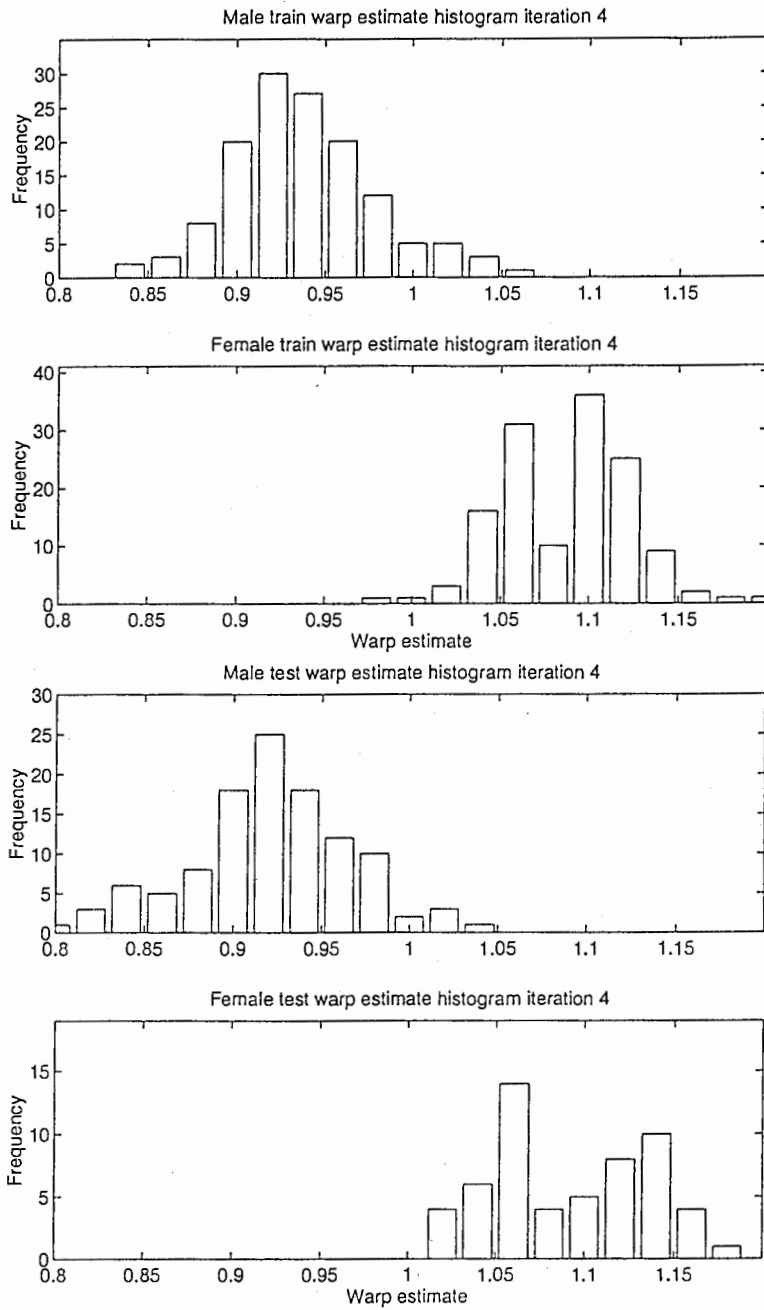 Male train warp estimate histogram iteration 4
Frequency
30
25
20
15
10
5
0
0.8 0.85 0.9 0.95 1 1.05 1.1 1.15
Female train warp estimate histogram iteration 4
Frequency
40
30
20
10
0
0.8 0.85 0.9 0.95 1 1.05 1.1 1.15
Warp estimate
Male test warp estimate histogram iteration 4
Frequency
30
25
20
15
10
5
0
0.8 0.85 0.9 0.95 1 1.05 1.1 1.15
Female test warp estimate histogram iteration 4
Frequency
15
10
5
0
0.8 0.85 0.9 0.95 1 1.05 1.1 1.15
Warp estimate